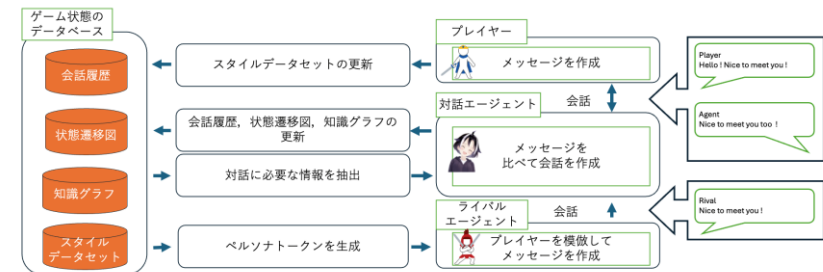 ゲーム状態の
データベース
会話履歴
状態遷移図
知識グラフ
スタイル
データセット
スタイルデータセットの更新
会話履歴，状態遷移図，知識グラフの
更新
対話に必要な情報を抽出
ペルソナトークンを生成
プレイヤー
メッセージを作成
会話
対話エージェント
メッセージを
比べて会話を作成
会話
ライバル
エージェント
プレイヤーを模倣して
メッセージを作成
Player
Hello ! Nice to meet you !
Agent
Nice to meet you too !
Rival
Nice to meet you !